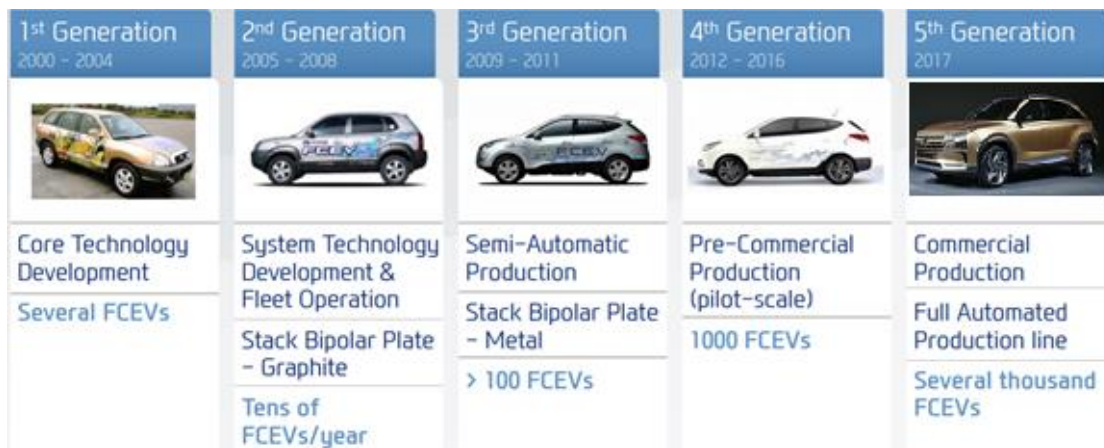 1st Generation
2000 - 2004
Core Technology
Development
Several FCEVs
2nd Generation
2005 - 2008
FCEV
System Technology
Development &
Fleet Operation
Stack Bipolar Plate
- Graphite
Tens of
FCEVs/year
3rd Generation
2009 - 2011
FCEV
Semi-Automatic
Production
Stack Bipolar Plate
- Metal
> 100 FCEVs
4th Generation
2012 - 2016
Pre-Commercial
Production
(pilot-scale)
1000 FCEVs
5th Generation
2017
Commercial
Production
Full Automated
Production line
Several thousand
FCEVs